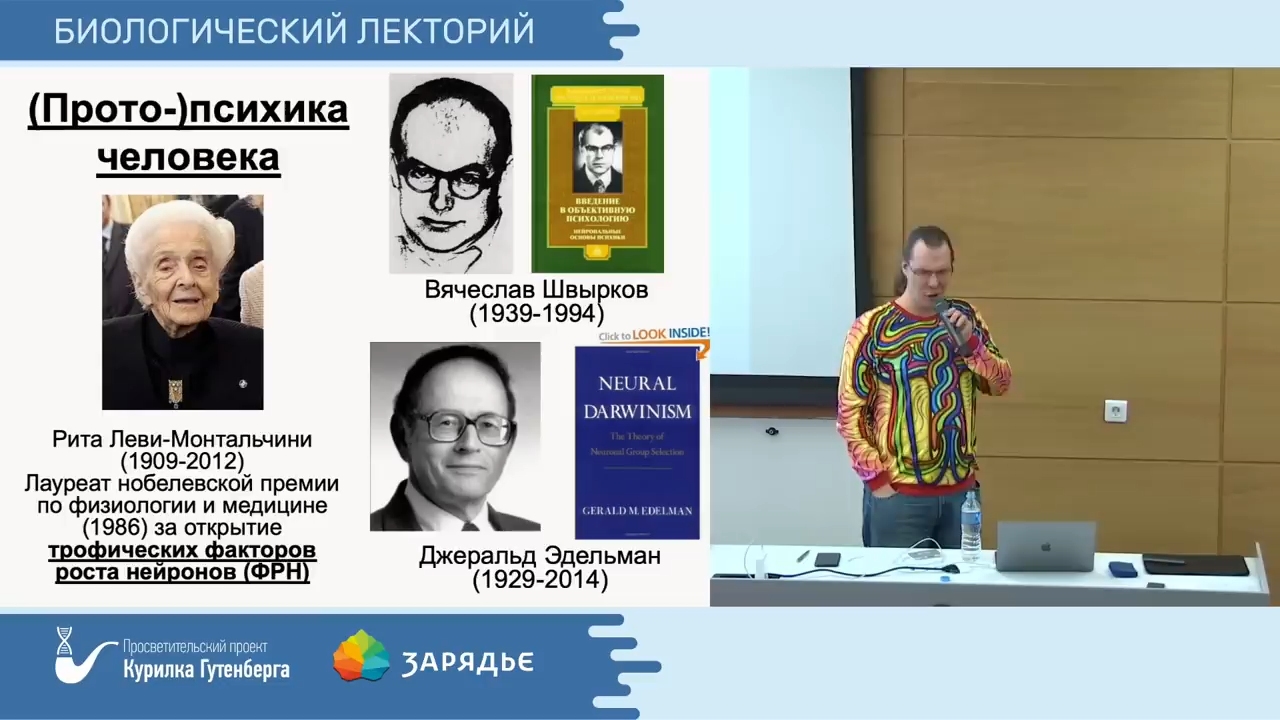 БИОЛОГИЧЕСКИЙ ЛЕКТОРИЙ
(Прото-)психика
человека
Рита Леви-Монтальчини
(1909-2012)
Лауреат нобелевской премии
по физиологии и медицине
(1986) за открытие
трофических факторов
роста нейронов (ФРН)
ВВЕДЕНИЕ
В ОБЪЕКТИВНУЮ
ПСИХОЛОГИЮ
НЕЙРОНАЛЬНЫЕ
ОСНОВЫ ПСИХИКИ
Вячеслав Швырков
(1939-1994)
Click to LOOK INSIDE!
NEURAL
DARWINISM
The Theory of
Neuronal Group Selection
GERALD M. EDELMAN
Джеральд Эдельман
(1929-2014)
Просветительский проект
Курилка Гутенберга
ЗАРЯДЬЕ